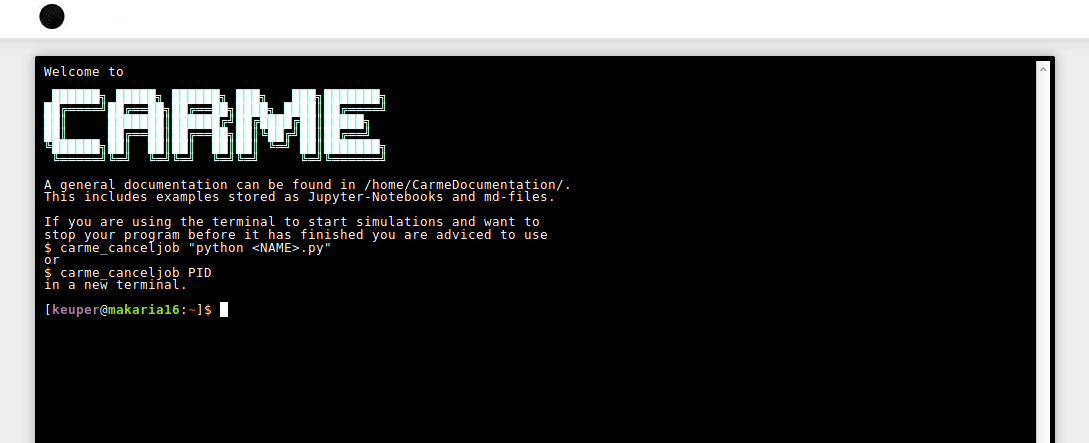 Welcome to
CARME
A general documentation can be found in /home/CarmeDocumentation/.
This includes examples stored as Jupyter-Notebooks and md-files.
If you are using the terminal to start simulations and want to
stop your program before it has finished you are adviced to use
$ carme_canceljob "python <NAME>.py"
or
$ carme_canceljob PID
in a new terminal.
[keuper@makaria16:~]$